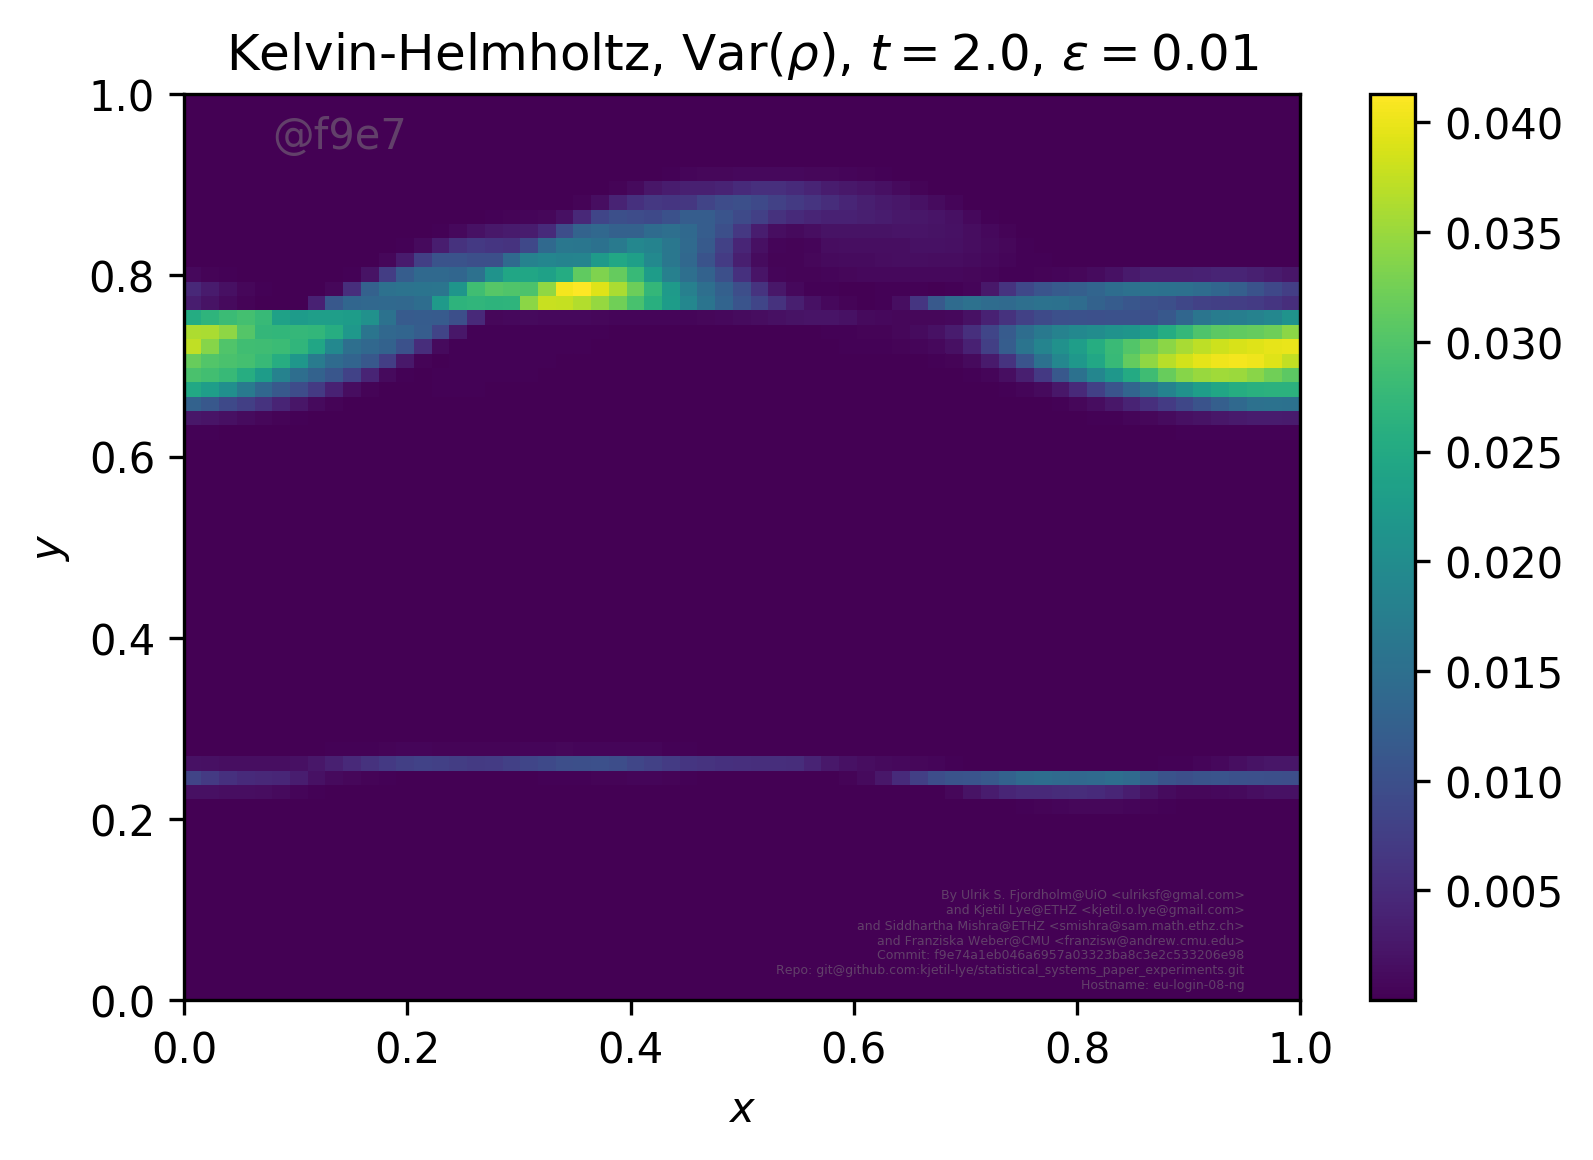 Kelvin-Helmholtz, Var(ρ), t = 2.0, ε = 0.01
@f9e7
1.0
0.8
0.6
0.4
0.2
0.0
y
0.0 0.2 0.4 0.6 0.8 1.0
x
0.040
0.035
0.030
0.025
0.020
0.015
0.010
0.005
By Ulrik S. Fjordholm@UiO <ulriksf@gmal.com>
and Kjetil Lye@ETHZ <kjetil.o.lye@gmail.com>
and Siddhartha Mishra@ETHZ <smishra@sam.math.ethz.ch>
and Franziska Weber@CMU <franzisw@andrew.cmu.edu>
Commit: f9e74a1eb046a6957a03323ba8c3e2c533206e98
Repo: git@github.com:kjetil-lye/statistical_systems_paper_experiments.git
Hostname: eu-login-08-ng